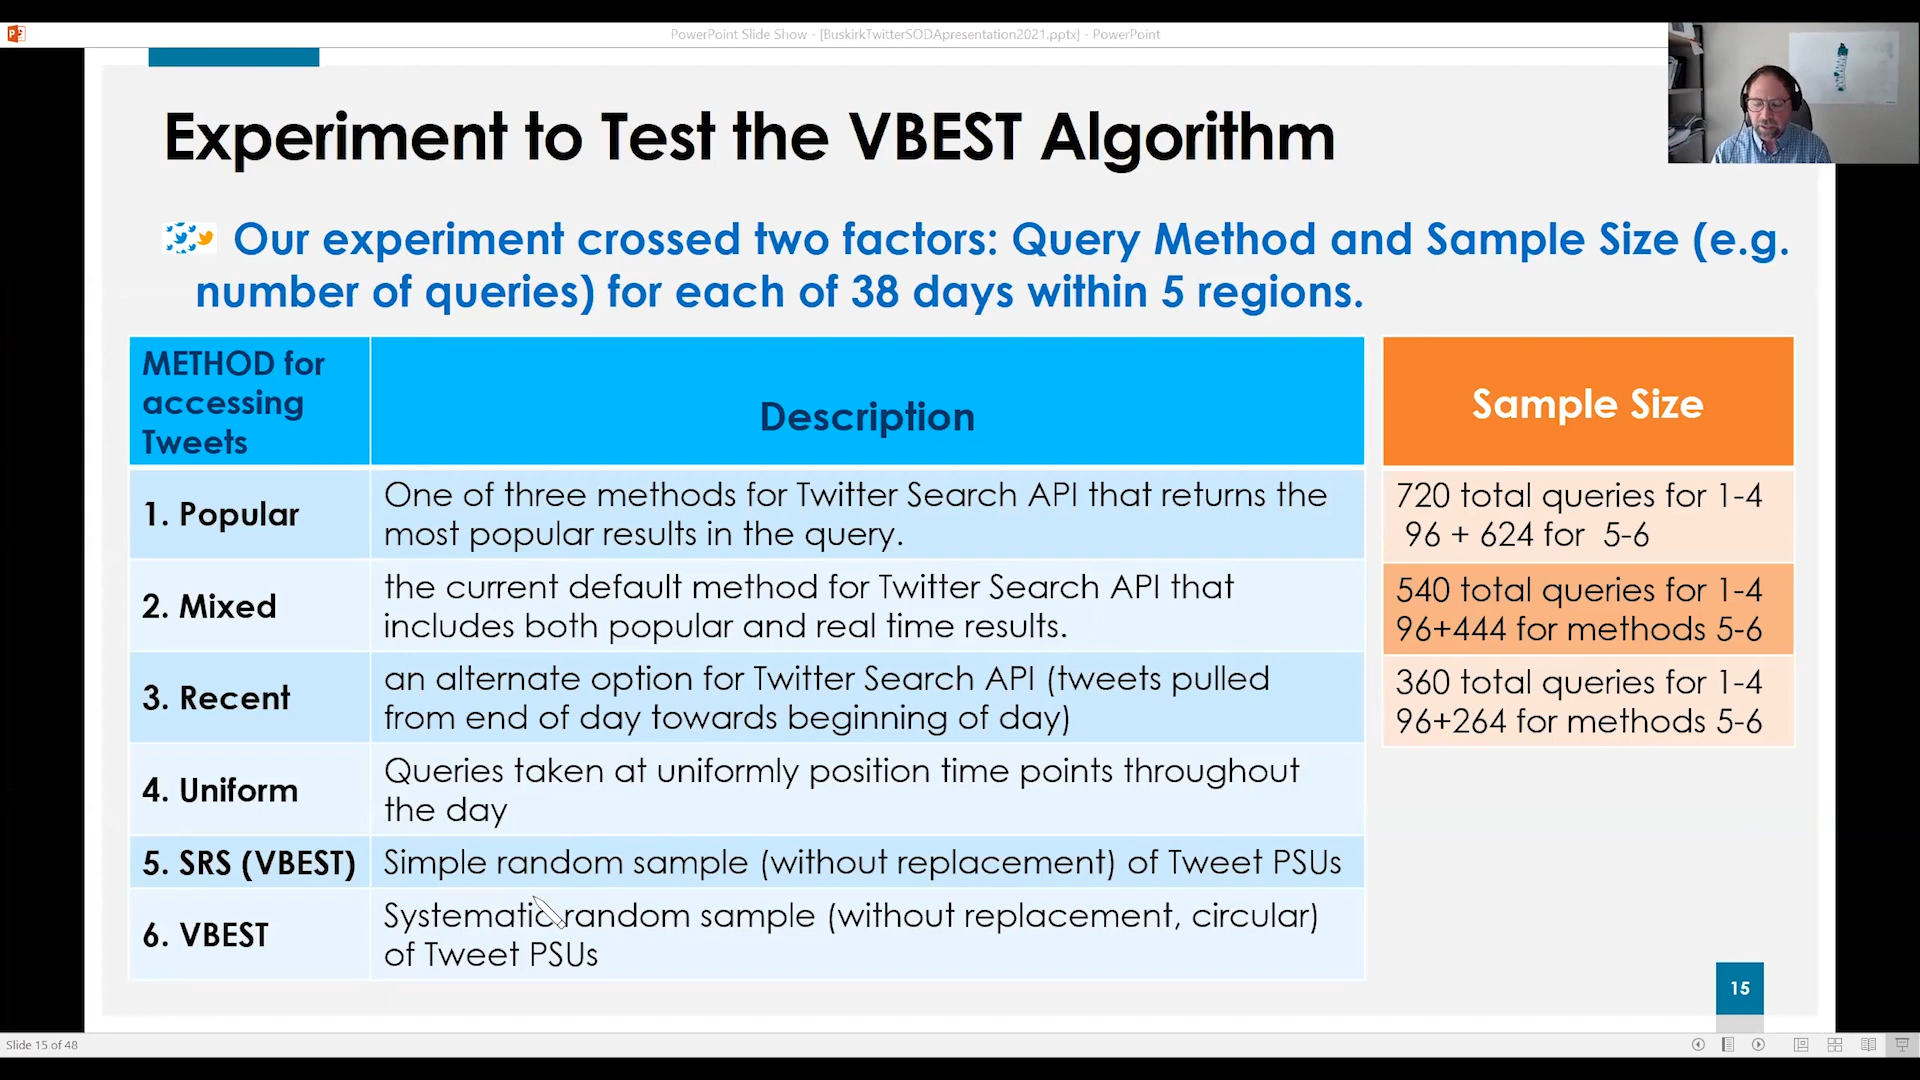 PowerPoint Slide Show - [BuskirkTwitterSODApresentation2021.pptx] - PowerPoint
Experiment to Test the VBEST Algorithm
Our experiment crossed two factors: Query Method and Sample Size (e.g.
number of queries) for each of 38 days within 5 regions.
METHOD for
accessing
Tweets
Description
1. Popular
One of three methods for Twitter Search API that returns the
most popular results in the query.
2. Mixed
the current default method for Twitter Search API that
includes both popular and real time results.
3. Recent
an alternate option for Twitter Search API (tweets pulled
from end of day towards beginning of day)
4. Uniform
Queries taken at uniformly position time points throughout
the day
5. SRS (VBEST)
Simple random sample (without replacement) of Tweet PSUs
6. VBEST
Systematic random sample (without replacement, circular)
of Tweet PSUs
Sample Size
720 total queries for 1-4
96 + 624 for 5-6
540 total queries for 1-4
96+444 for methods 5-6
360 total queries for 1-4
96+264 for methods 5-6
15
Slide 15 of 48